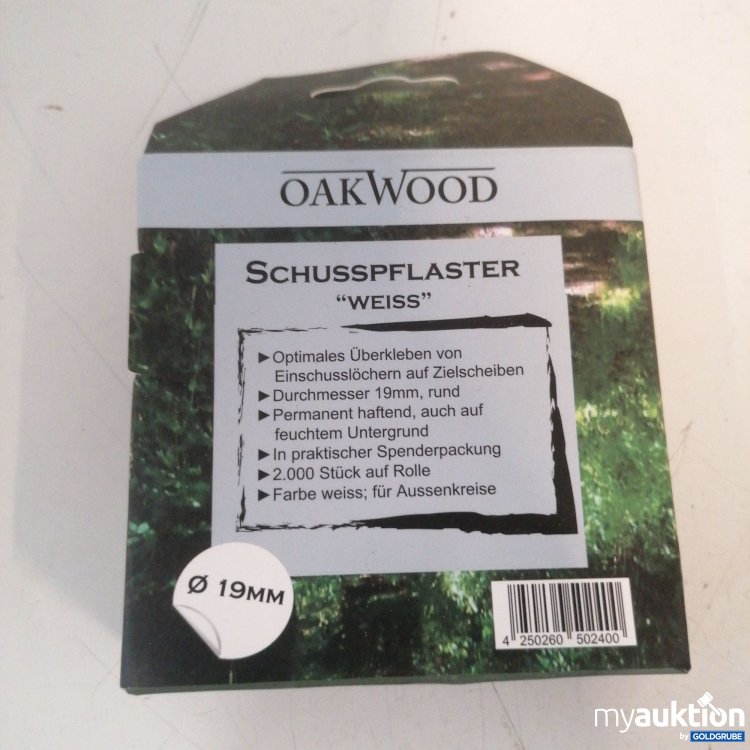 OAKWOOD
SCHUSSPFLASTER
"WEISS"
►Optimales Überkleben von
Einschusslöchern auf Zielscheiben
►Durchmesser 19mm, rund
►Permanent haftend, auch auf
feuchtem Untergrund
►In praktischer Spenderpackung
►2.000 Stück auf Rolle
►Farbe weiss; für Aussenkreise
Ø 19MM
4 250260 502400
myauktion
by GOLDGRUBE